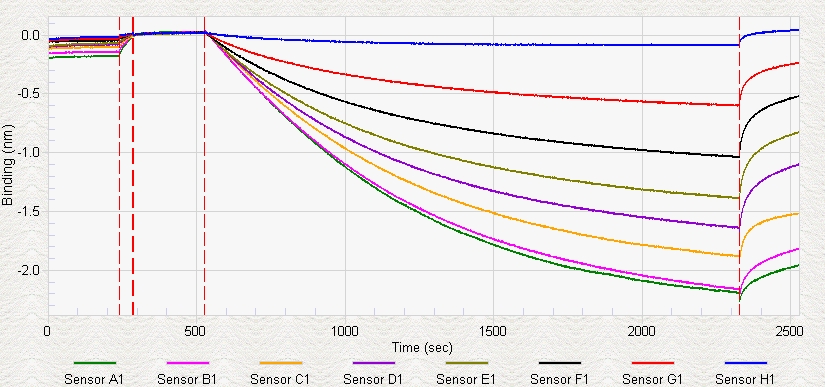 0.0
-0.5
-1.0
-1.5
-2.0
Binding (nm)
0 500 1000 1500 2000 2500
Time (sec)
Sensor A1 Sensor B1 Sensor C1 Sensor D1 Sensor E1 Sensor F1 Sensor G1 Sensor H1